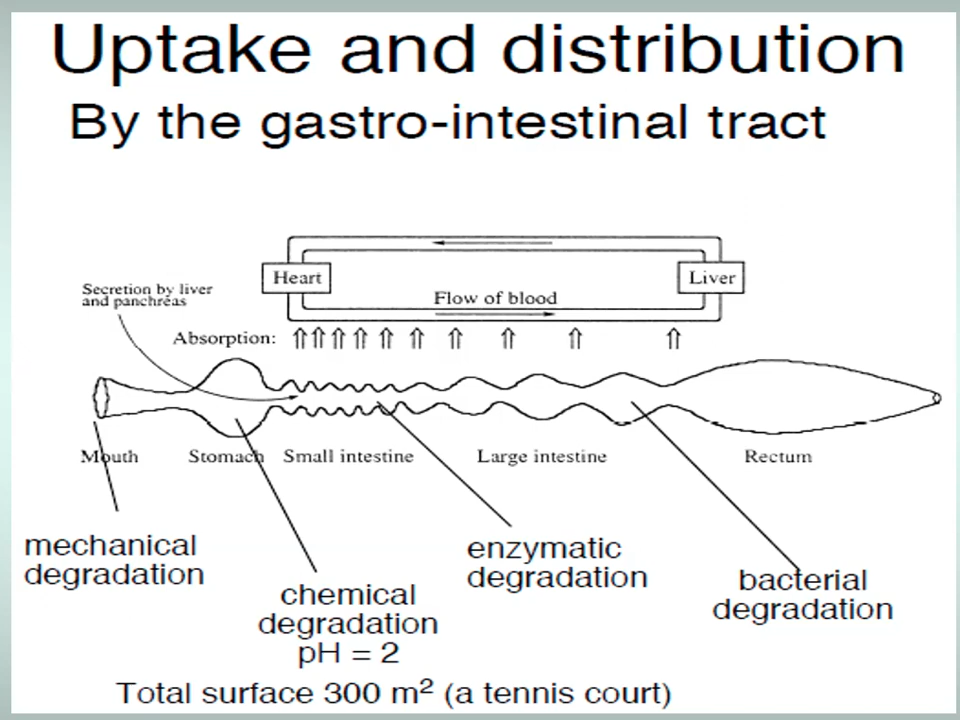 Uptake and distribution
By the gastro-intestinal tract
Heart
Liver
Secretion by liver
and panchréas
Flow of blood
Absorption:
Mouth
Stomach
Small intestine
Large intestine
Rectum
mechanical
degradation
chemical
degradation
pH = 2
enzymatic
degradation
bacterial
degradation
Total surface 300 m² (a tennis court)